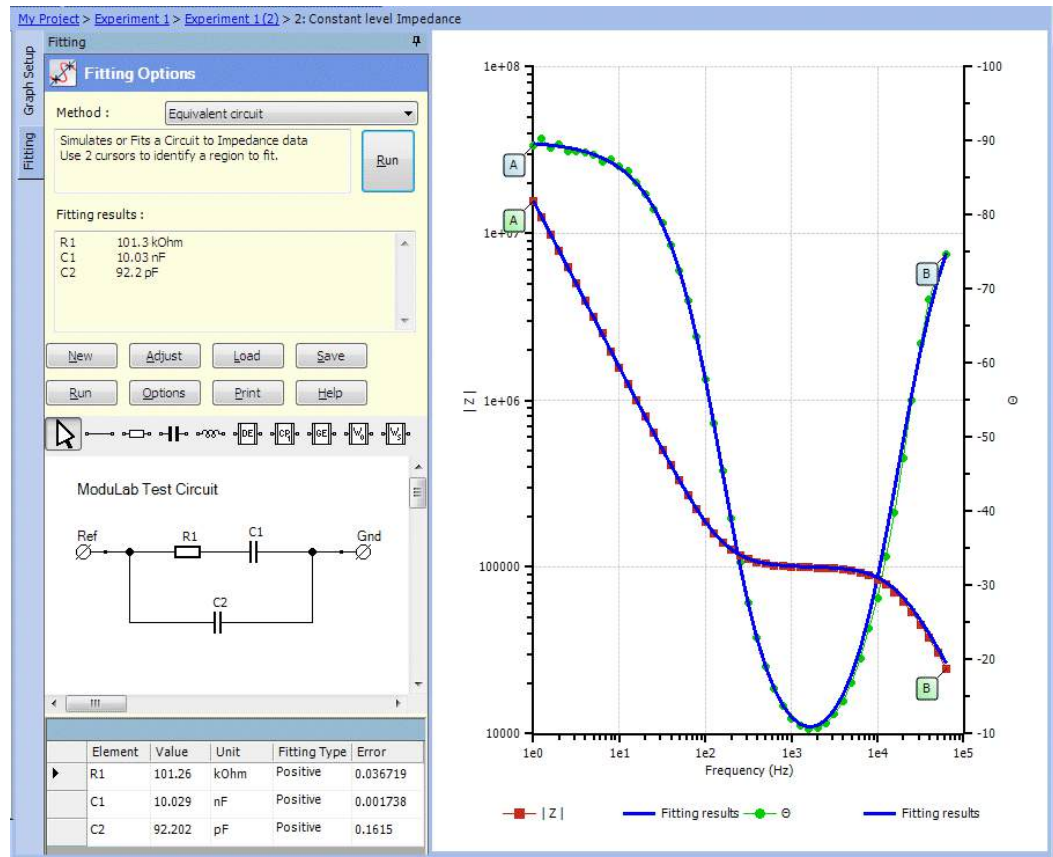 My Project > Experiment 1 > Experiment 1 (2) > 2: Constant level Impedance
Graph Setup
Fitting
Fitting
Fitting Options
Method :
Equivalent circuit
Simulates or Fits a Circuit to Impedance data
Use 2 cursors to identify a region to fit.
Run
Fitting results :
R1 101.3 kOhm
C1 10.03 nF
C2 92.2 pF
New Adjust Load Save
Run Options Print Help
DE CPE GE Wo Ws
ModuLab Test Circuit
Ref R1 C1 Gnd
C2
Element Value Unit Fitting Type Error
R1 101.26 kOhm Positive 0.036719
C1 10.029 nF Positive 0.001738
C2 92.202 pF Positive 0.1615
1e+08
1e+07
1e+06
100000
10000
| Z |
A
A
B
B
-100
-90
-80
-70
-60
-50
-40
-30
-20
-10
Θ
1e0 1e1 1e2 1e3 1e4 1e5
Frequency (Hz)
| Z | Fitting results Θ Fitting results